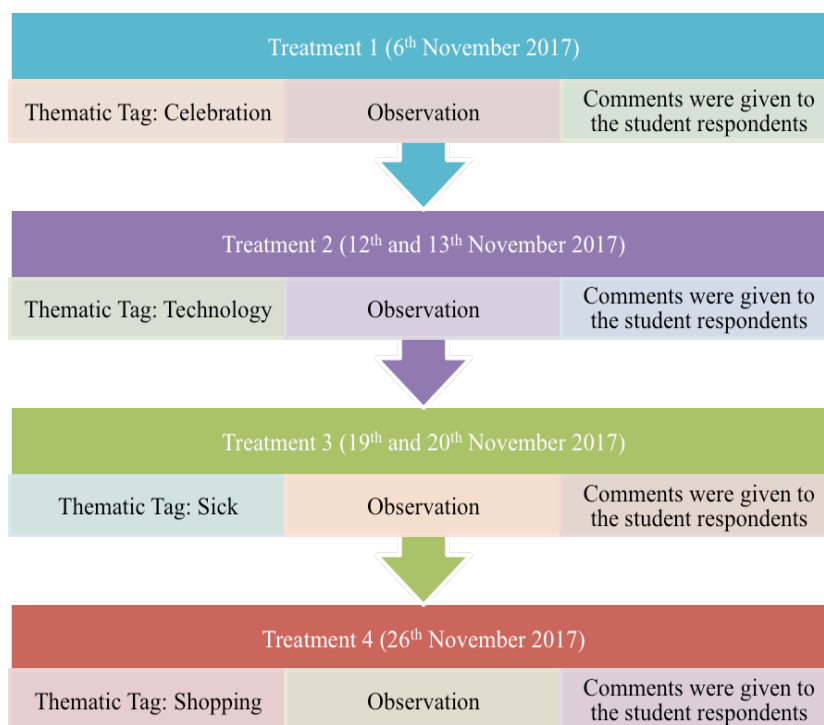 Treatment 1 (6th November 2017)
Thematic Tag: Celebration
Observation
Comments were given to
the student respondents
Treatment 2 (12th and 13th November 2017)
Thematic Tag: Technology
Observation
Comments were given to
the student respondents
Treatment 3 (19th and 20th November 2017)
Thematic Tag: Sick
Observation
Comments were given to
the student respondents
Treatment 4 (26th November 2017)
Thematic Tag: Shopping
Observation
Comments were given to
the student respondents